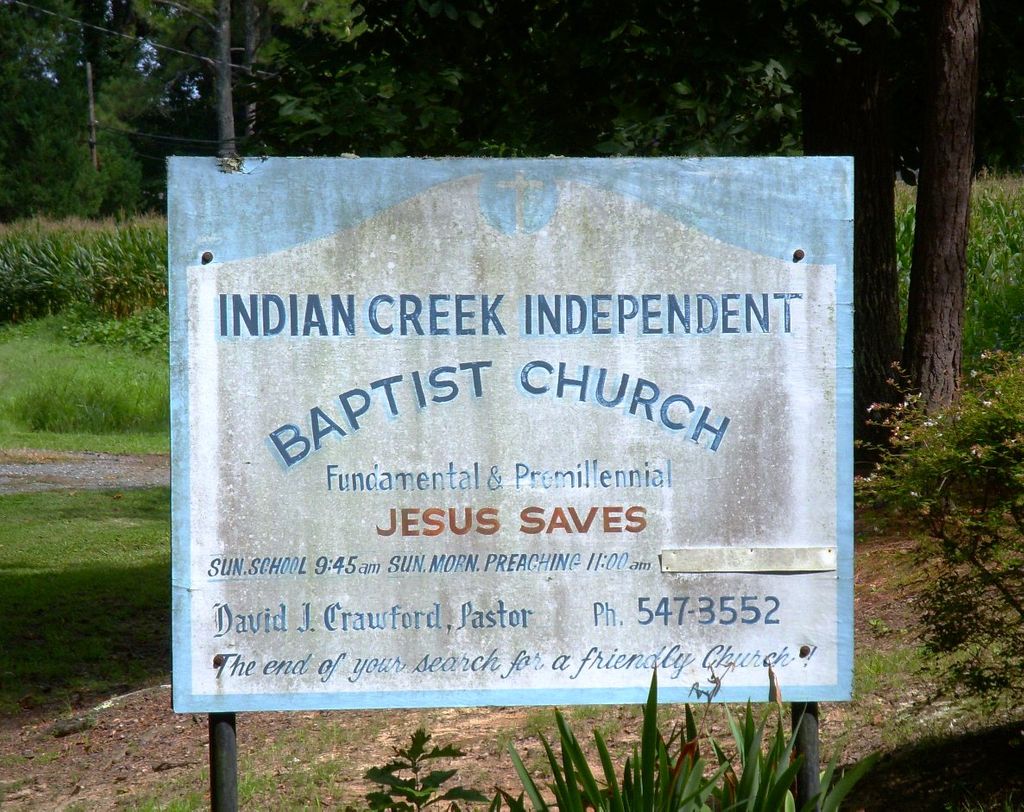 INDIAN CREEK INDEPENDENT
BAPTIST CHURCH
Fundamental & Premillennial
JESUS SAVES
SUN. SCHOOL 9:45 am SUN. MORN. PREACHING 11:00 am
David J. Crawford, Pastor Ph. 547-3552
The end of your search for a friendly Church!